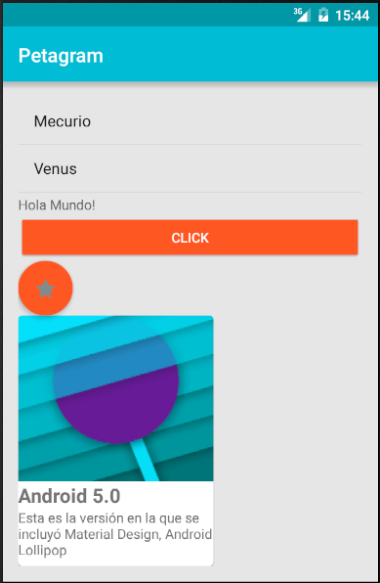 3G 15:44
Petagram
Mecurio
Venus
Hola Mundo!
CLICK
Android 5.0
Esta es la versión en la que se
incluyó Material Design, Android
Lollipop